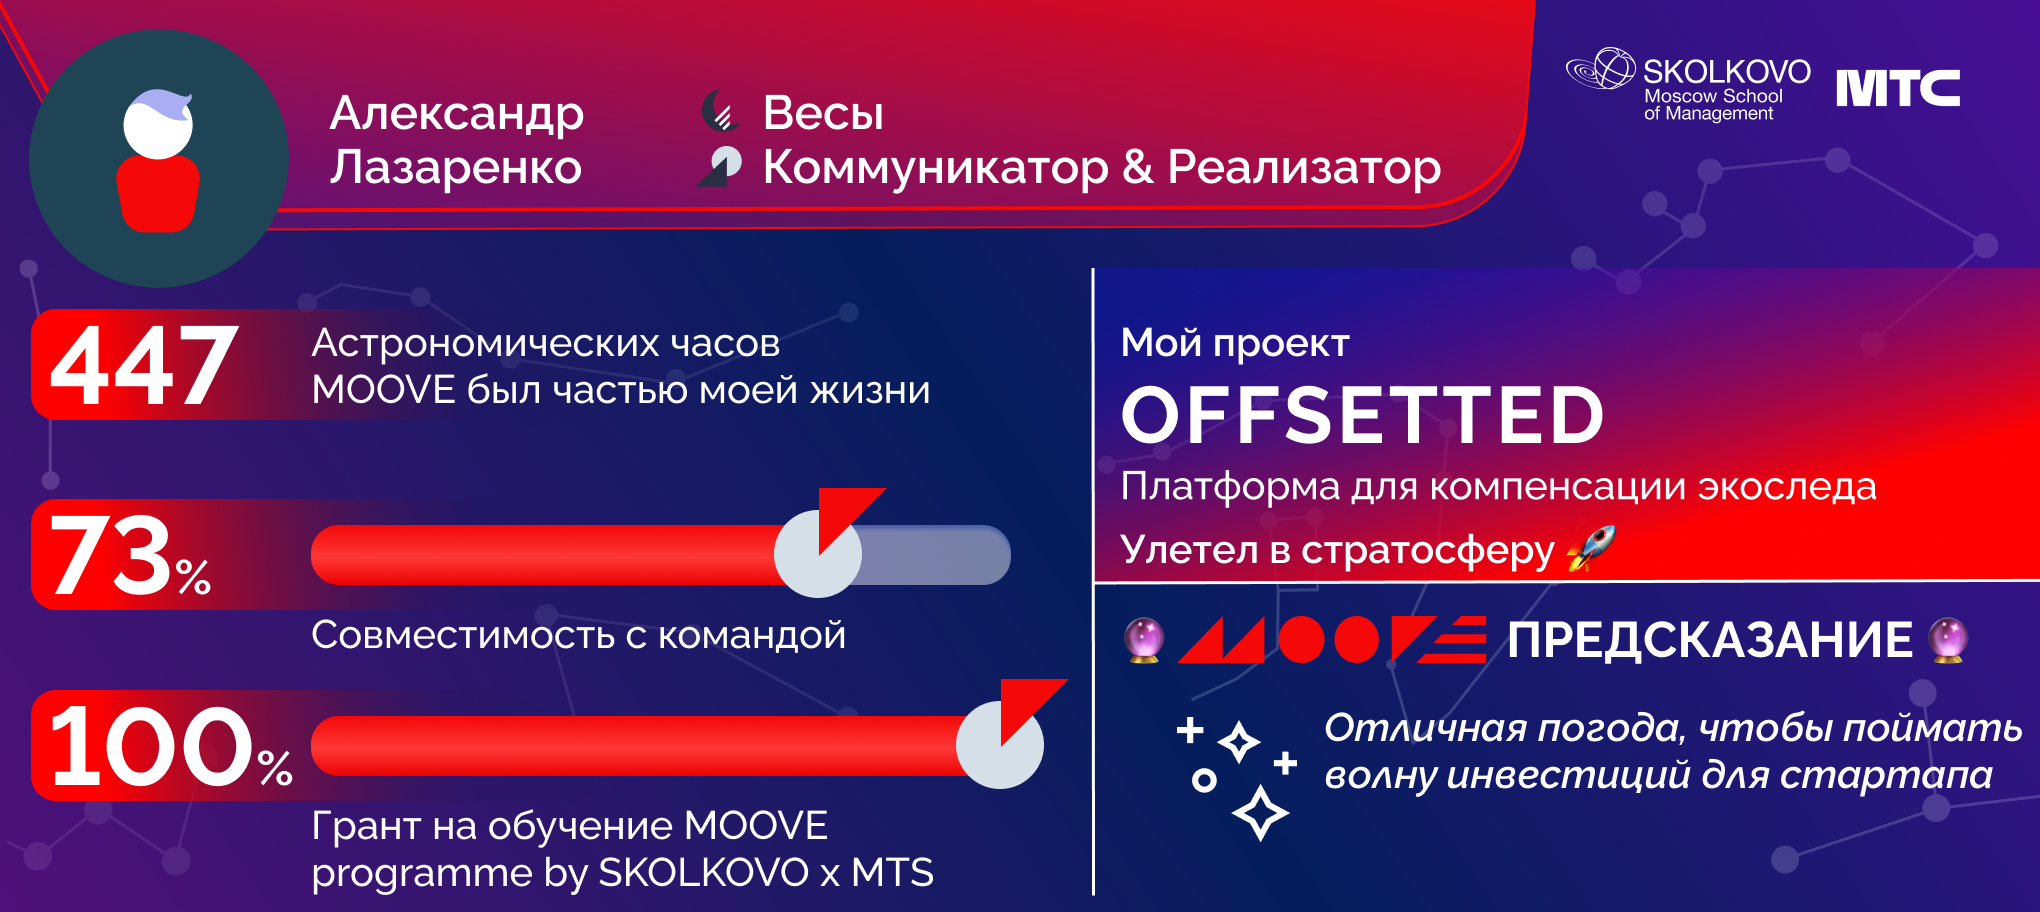 Александр
Лазаренко
Весы
Коммуникатор & Реализатор
SKOLKOVO
Moscow School
of Management
МТС
447
Астрономических часов
MOOVE был частью моей жизни
73%
Совместимость с командой
100%
Грант на обучение MOOVE
programme by SKOLKOVO x MTS
Мой проект
OFFSETTED
Платформа для компенсации экоследа
Улетел в стратосферу 🚀
🔮 MOOVE ПРЕДСКАЗАНИЕ 🔮
Отличная погода, чтобы поймать
волну инвестиций для стартапа